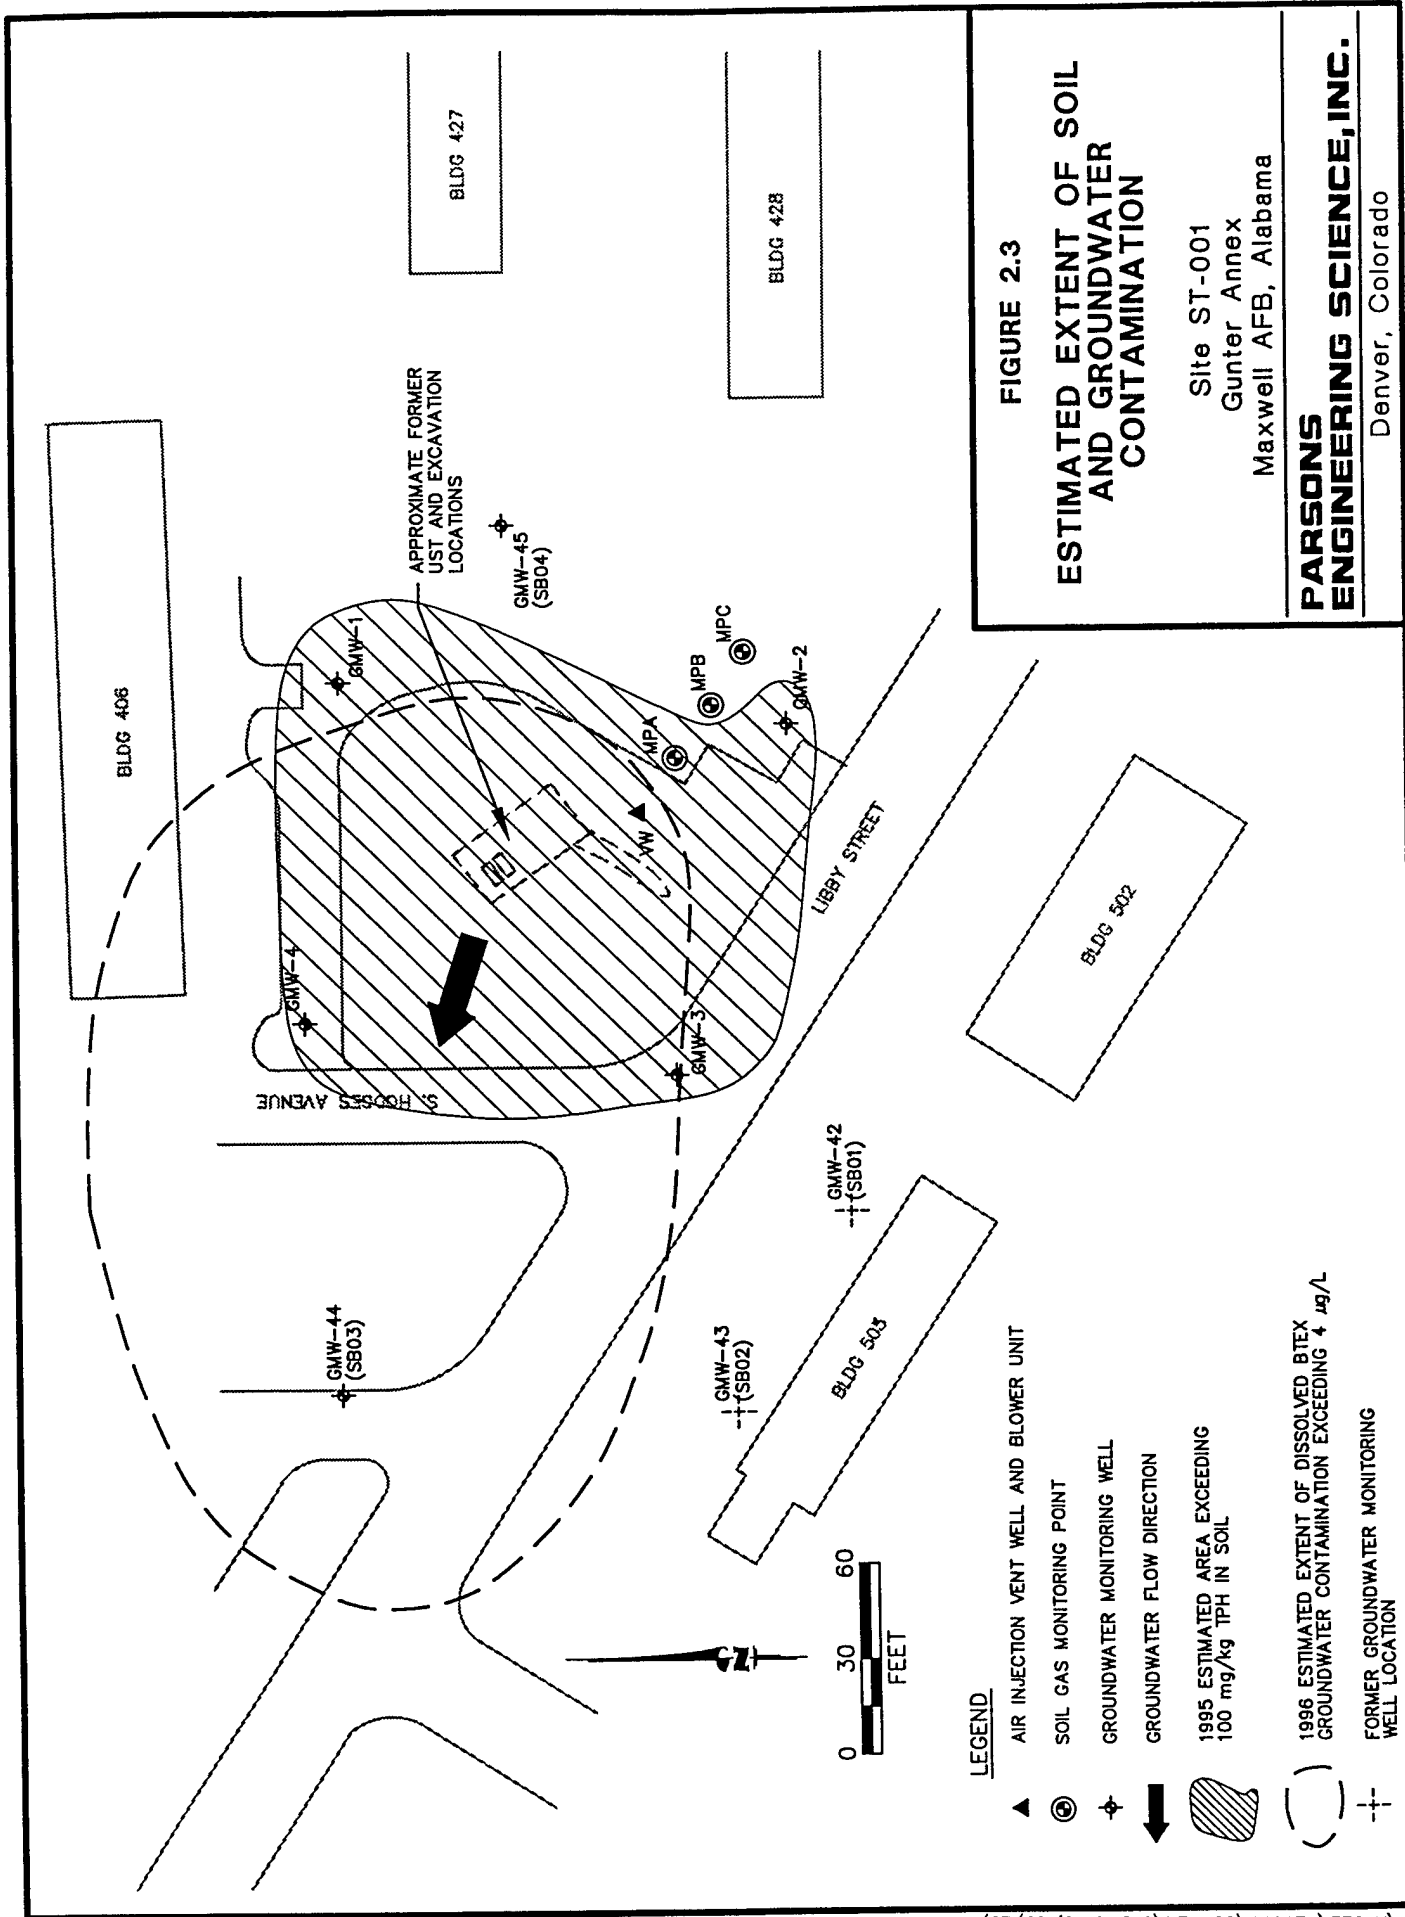 BLDG 406
BLDG 427
BLDG 428
APPROXIMATE FORMER
UST AND EXCAVATION
LOCATIONS
GMW-45
(SB04)
GMW-1
MPC
MPB
MPA
GMW-2
VW
GMW-4
GMW-3
S. HODGES AVENUE
LIBBY STREET
BLDG 502
GMW-42
(SB01)
GMW-44
(SB03)
GMW-43
(SB02)
BLDG 503
N
0 30 60
FEET
LEGEND
AIR INJECTION VENT WELL AND BLOWER UNIT
SOIL GAS MONITORING POINT
GROUNDWATER MONITORING WELL
GROUNDWATER FLOW DIRECTION
1995 ESTIMATED AREA EXCEEDING
100 mg/kg TPH IN SOIL
1996 ESTIMATED EXTENT OF DISSOLVED BTEX
GROUNDWATER CONTAMINATION EXCEEDING 4 µg/L
FORMER GROUNDWATER MONITORING
WELL LOCATION
FIGURE 2.3
ESTIMATED EXTENT OF SOIL
AND GROUNDWATER
CONTAMINATION
Site ST-001
Gunter Annex
Maxwell AFB, Alabama
PARSONS
ENGINEERING SCIENCE, INC.
Denver, Colorado